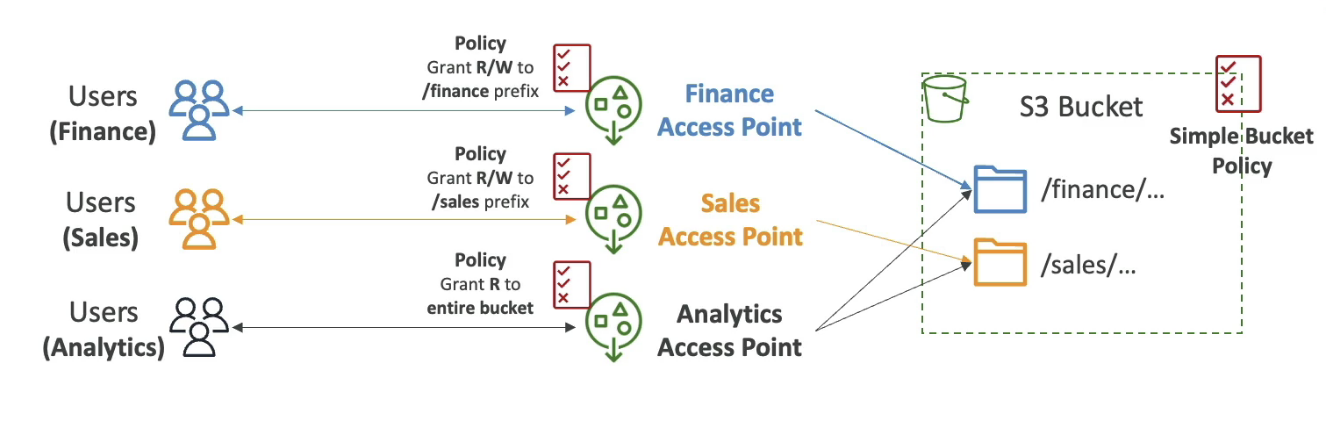 Users
(Finance)
Policy
Grant R/W to
/finance prefix
Finance
Access Point
Users
(Sales)
Policy
Grant R/W to
/sales prefix
Sales
Access Point
Users
(Analytics)
Policy
Grant R to
entire bucket
Analytics
Access Point
S3 Bucket
Simple Bucket
Policy
/finance/...
/sales/...